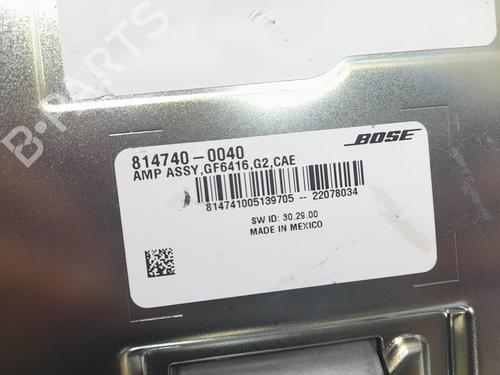 B-PARTS
814740-0040
BOSE
AMP ASSY,GF6416,G2,CAE
814741005139705 -- 22078034
SW ID: 30.29.00
MADE IN MEXICO